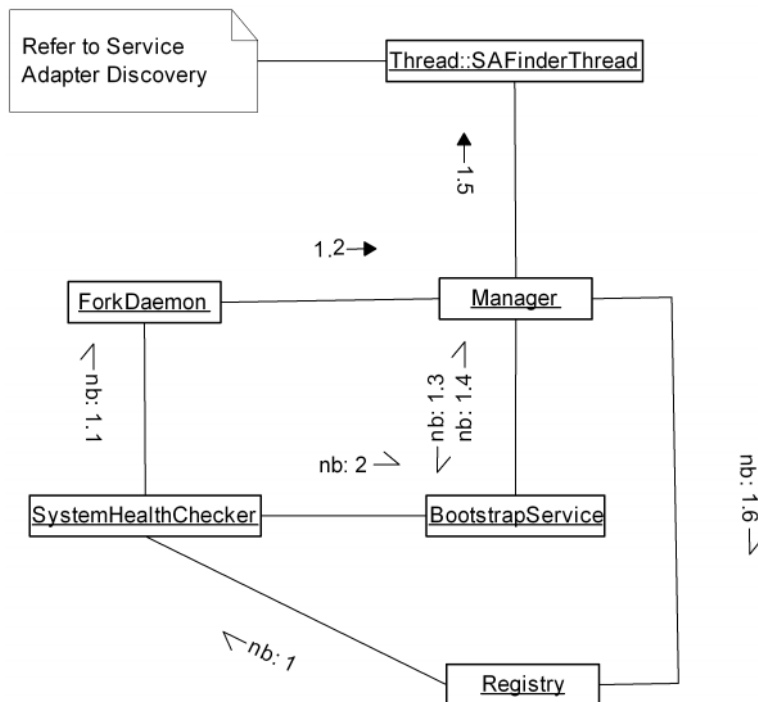 Refer to Service
Adapter Discovery
Thread::SAFinderThread
1.5
1.2
ForkDaemon
Manager
nb: 1.1
nb: 1.3
nb: 1.4
nb: 2
SystemHealthChecker
BootstrapService
nb: 1.6
nb: 1
Registry